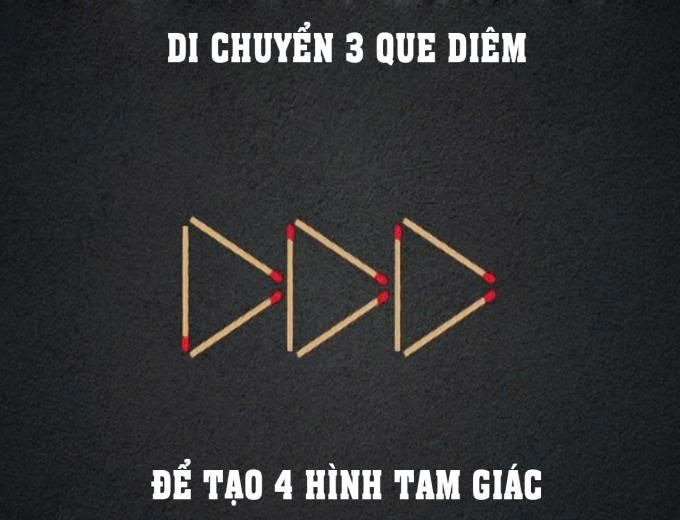 DI CHUYỂN 3 QUE DIÊM
ĐỂ TẠO 4 HÌNH TAM GIÁC